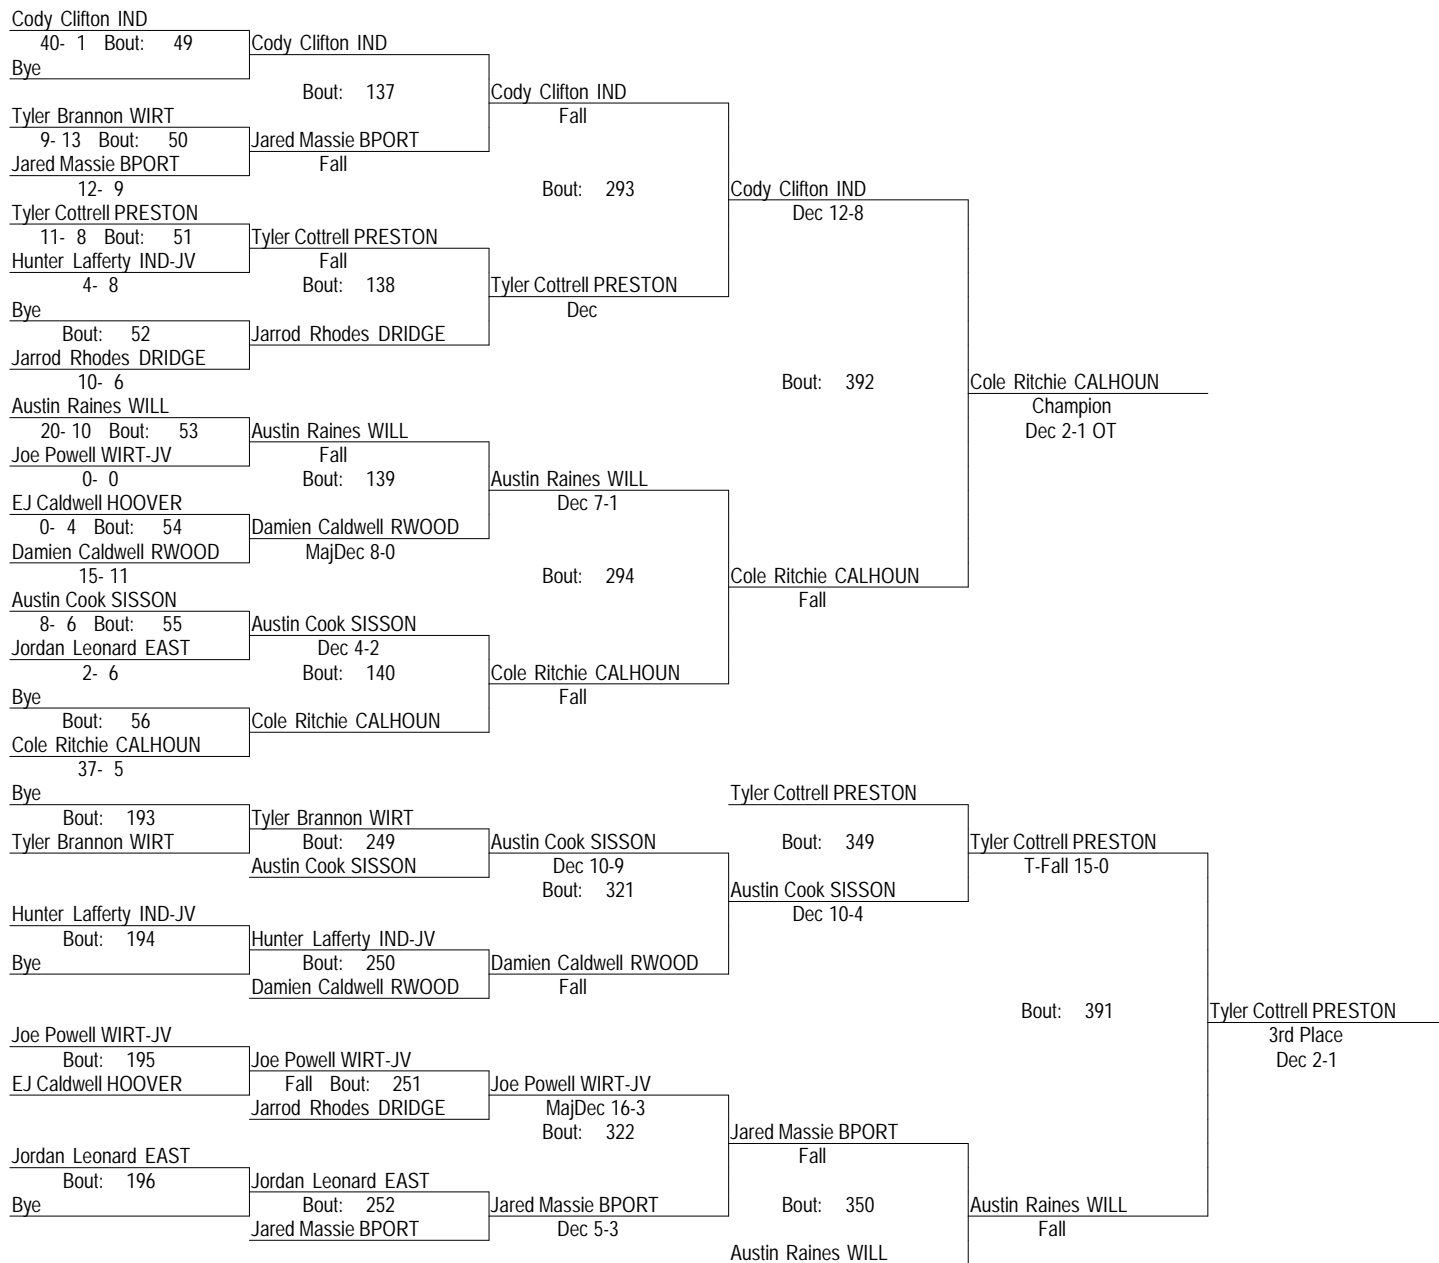 Cody Clifton IND
40- 1 Bout: 49
Cody Clifton IND
Bye
Bout: 137
Cody Clifton IND
Fall
Tyler Brannon WIRT
9- 13 Bout: 50
Jared Massie BPORT
Jared Massie BPORT
Fall
12- 9
Bout: 293
Cody Clifton IND
Dec 12-8
Tyler Cottrell PRESTON
11- 8 Bout: 51
Tyler Cottrell PRESTON
Hunter Lafferty IND-JV
Fall
4- 8
Bout: 138
Tyler Cottrell PRESTON
Dec
Bye
Bout: 52
Jarrod Rhodes DRIDGE
Jarrod Rhodes DRIDGE
10- 6
Bout: 392
Cole Ritchie CALHOUN
Champion
Dec 2-1 OT
Austin Raines WILL
20- 10 Bout: 53
Austin Raines WILL
Joe Powell WIRT-JV
Fall
0- 0
Bout: 139
Austin Raines WILL
Dec 7-1
EJ Caldwell HOOVER
0- 4 Bout: 54
Damien Caldwell RWOOD
Damien Caldwell RWOOD
MajDec 8-0
15- 11
Bout: 294
Cole Ritchie CALHOUN
Fall
Austin Cook SISSON
8- 6 Bout: 55
Austin Cook SISSON
Jordan Leonard EAST
Dec 4-2
2- 6
Bout: 140
Cole Ritchie CALHOUN
Fall
Bye
Bout: 56
Cole Ritchie CALHOUN
Cole Ritchie CALHOUN
37- 5
Bye
Tyler Cottrell PRESTON
Bout: 193
Tyler Brannon WIRT
Tyler Brannon WIRT
Bout: 249
Austin Cook SISSON
Bout: 349
Tyler Cottrell PRESTON
Austin Cook SISSON
Dec 10-9
T-Fall 15-0
Bout: 321
Austin Cook SISSON
Dec 10-4
Hunter Lafferty IND-JV
Bout: 194
Hunter Lafferty IND-JV
Bye
Bout: 250
Damien Caldwell RWOOD
Damien Caldwell RWOOD
Fall
Bout: 391
Tyler Cottrell PRESTON
3rd Place
Dec 2-1
Joe Powell WIRT-JV
Bout: 195
Joe Powell WIRT-JV
EJ Caldwell HOOVER
Fall Bout: 251
Joe Powell WIRT-JV
Jarrod Rhodes DRIDGE
MajDec 16-3
Bout: 322
Jared Massie BPORT
Fall
Jordan Leonard EAST
Bout: 196
Jordan Leonard EAST
Bye
Bout: 252
Jared Massie BPORT
Bout: 350
Austin Raines WILL
Jared Massie BPORT
Dec 5-3
Fall
Austin Raines WILL